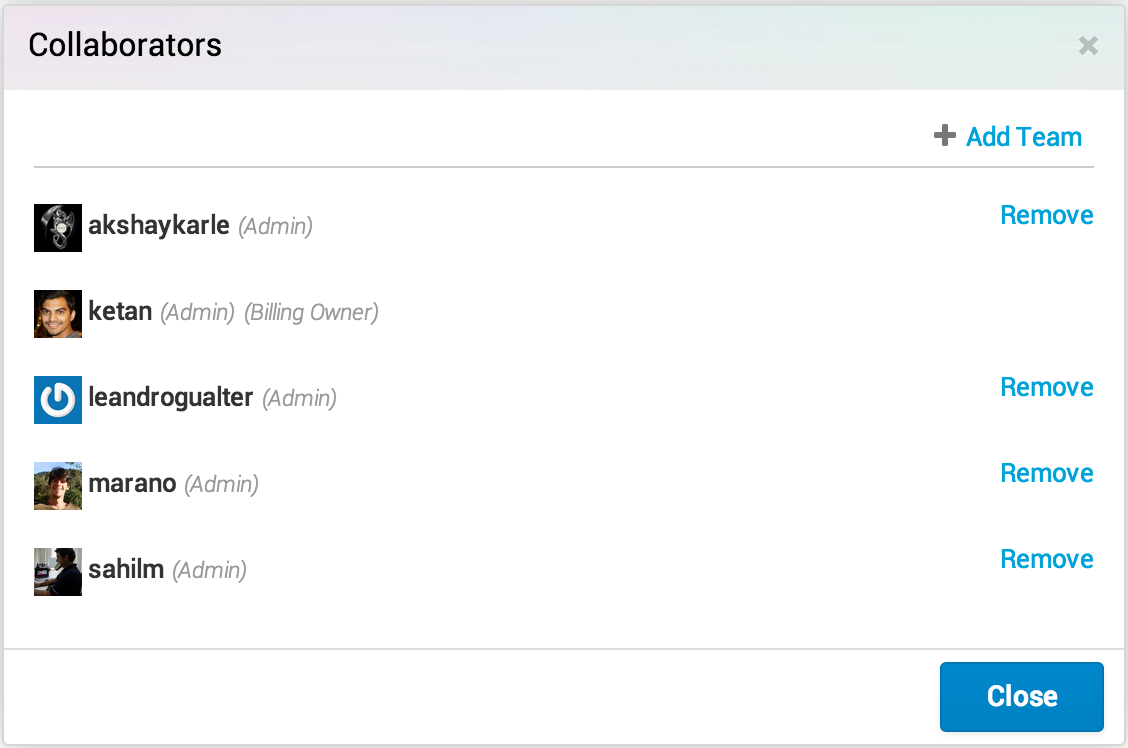 Collaborators
Add Team
akshaykarle (Admin) Remove
ketan (Admin) (Billing Owner)
leandrogualter (Admin) Remove
marano (Admin) Remove
sahilm (Admin) Remove
Close